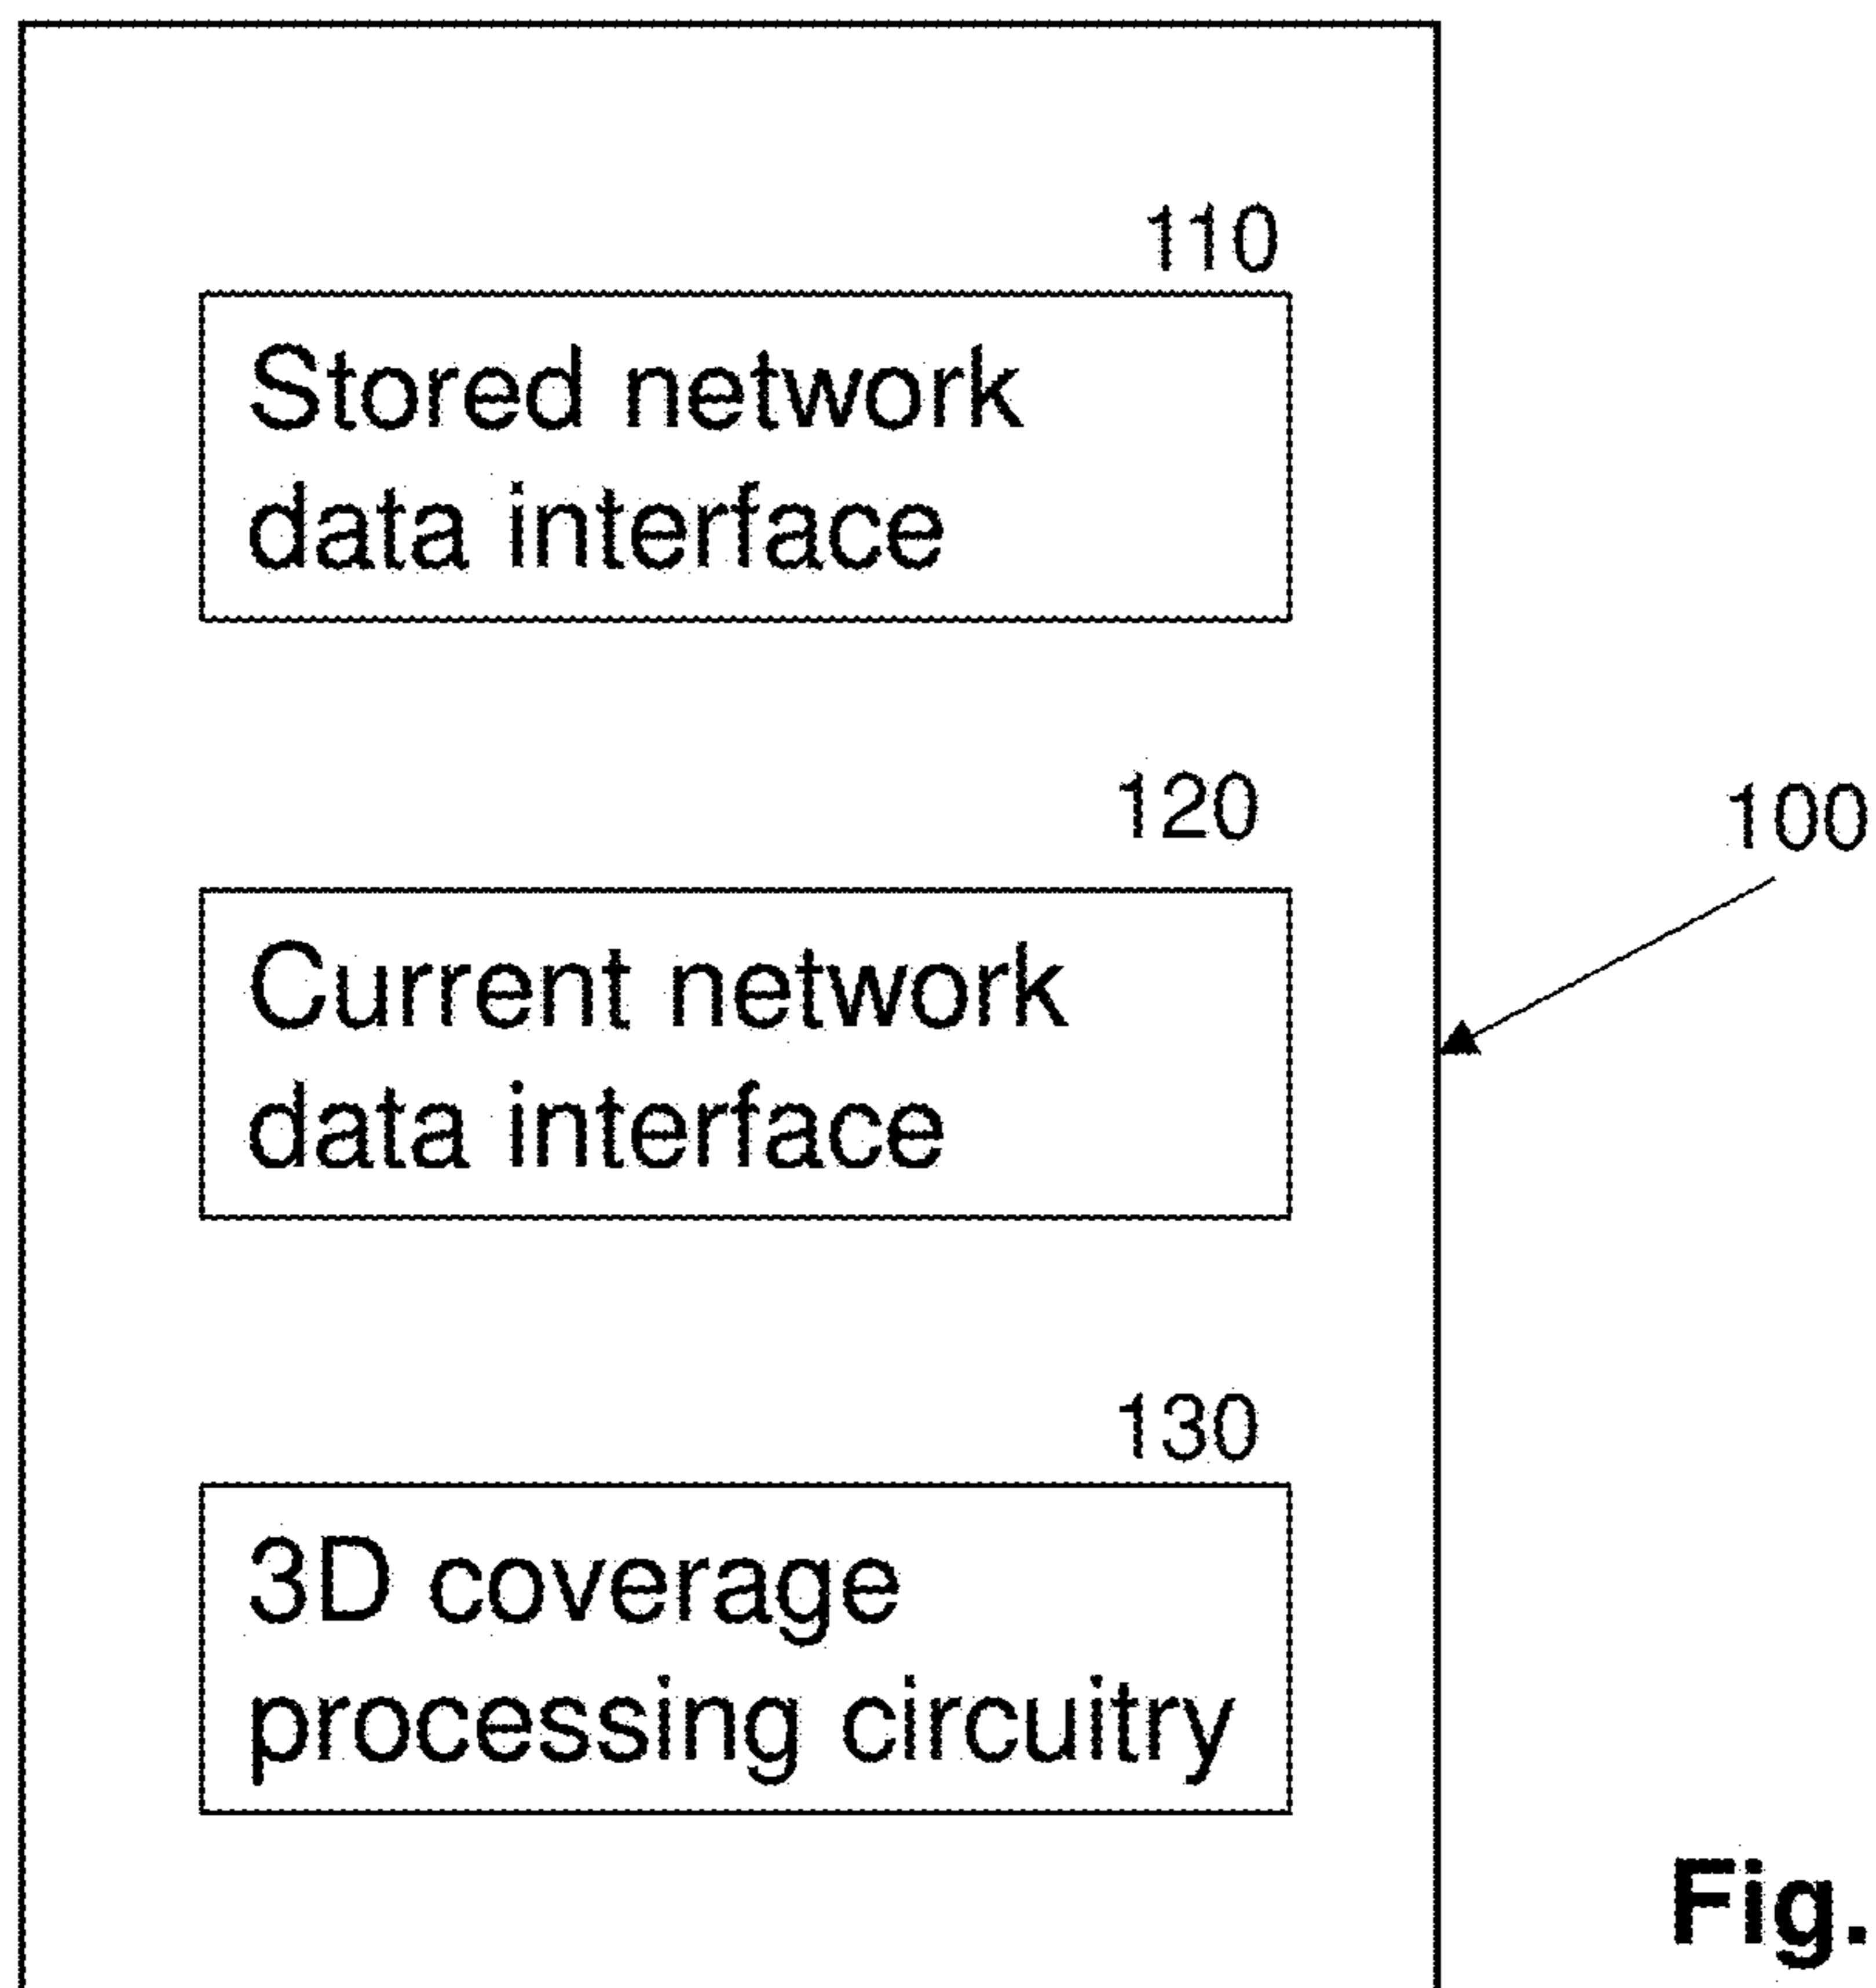 110
Stored network
data interface
120
100
Current network
data interface
130
3D coverage
processing circuitry
Fig.